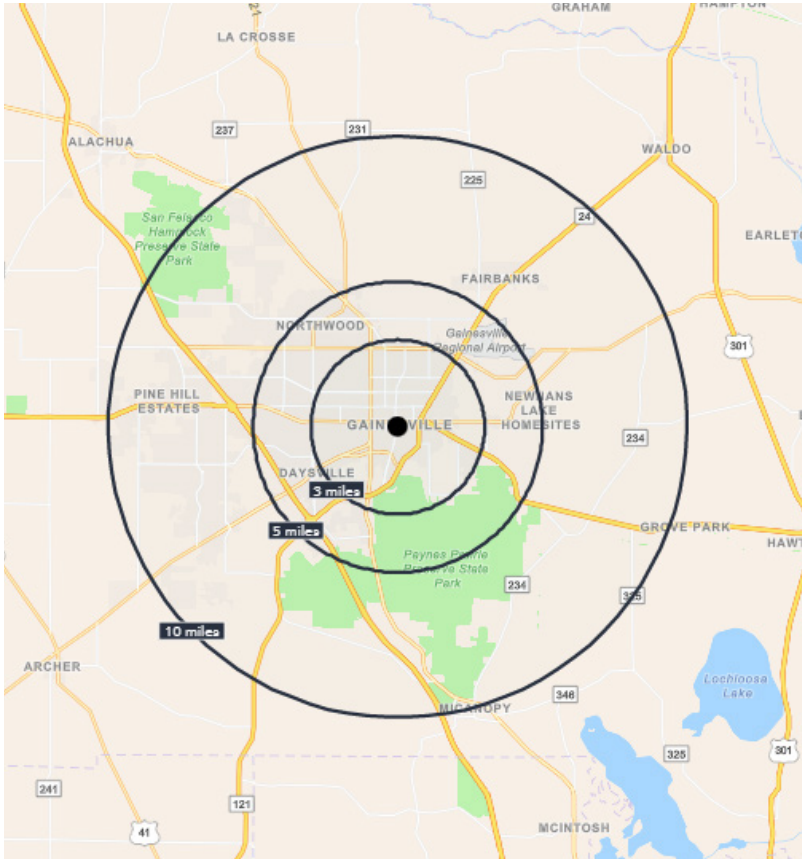 GRAHAM
HAMPTON
21
LA CROSSE
237
231
ALACHUA
WALDO
225
San Felasco
Hammock
Preserve State
Park
24
EARLET
FAIRBANKS
NORTHWOOD
Gainesville
Regional Airport
301
PINE HILL
ESTATES
NEWNANS
LAKE
HOMESITES
GAINESVILLE
234
DAYSVILLE
3 miles
5 miles
GROVE PARK
HAWT
Paynes Prairie
Preserve State
Park
234
325
10 miles
ARCHER
Lochloosa
Lake
346
MICANOPY
325
301
241
121
41
MCINTOSH